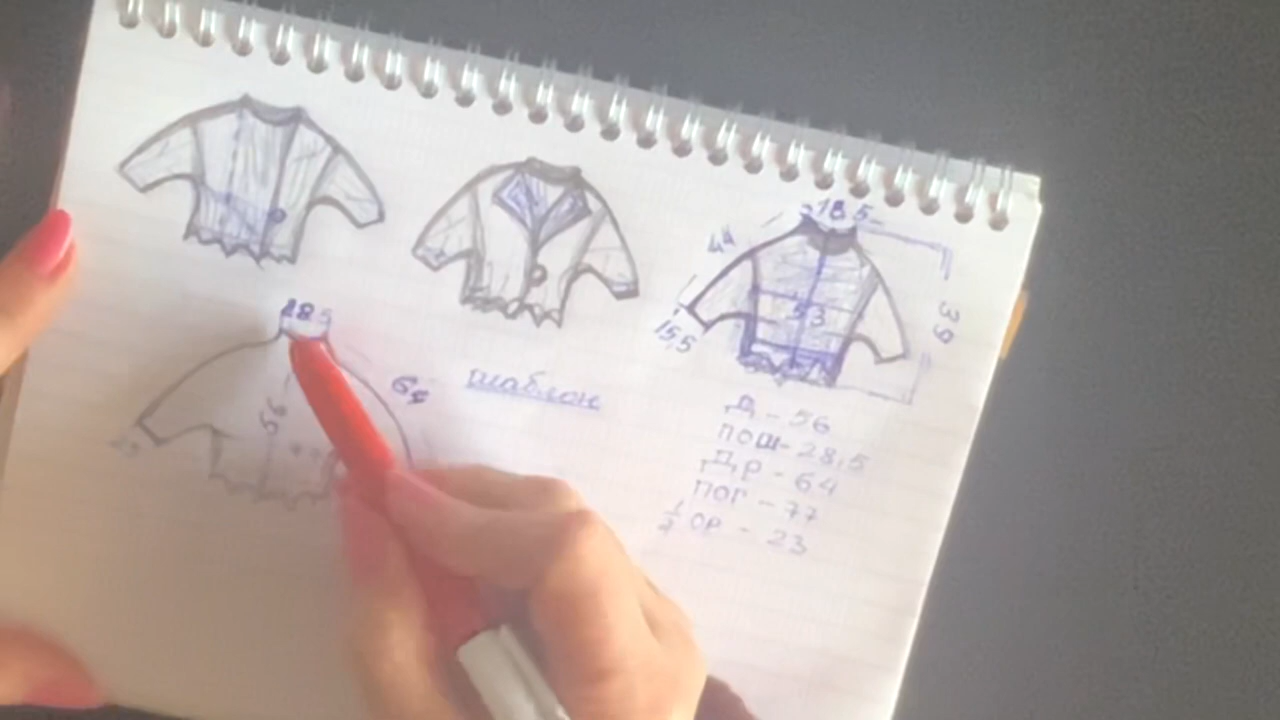 18,5
44
53
39
15,5
28,5
56
64
шаблон
Д - 56
ПОШ - 28,5
ДР - 64
ПОГ - 77
1/2 ОР - 23